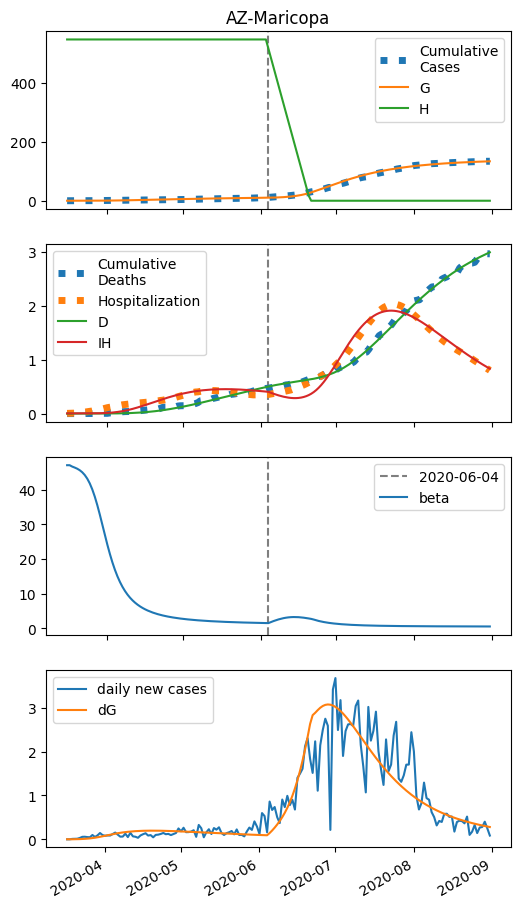 AZ-Maricopa
400
200
0
Cumulative
Cases
G
H
3
2
1
0
Cumulative
Deaths
Hospitalization
D
IH
40
30
20
10
0
2020-06-04
beta
3
2
1
0
daily new cases
dG
2020-04
2020-05
2020-06
2020-07
2020-08
2020-09